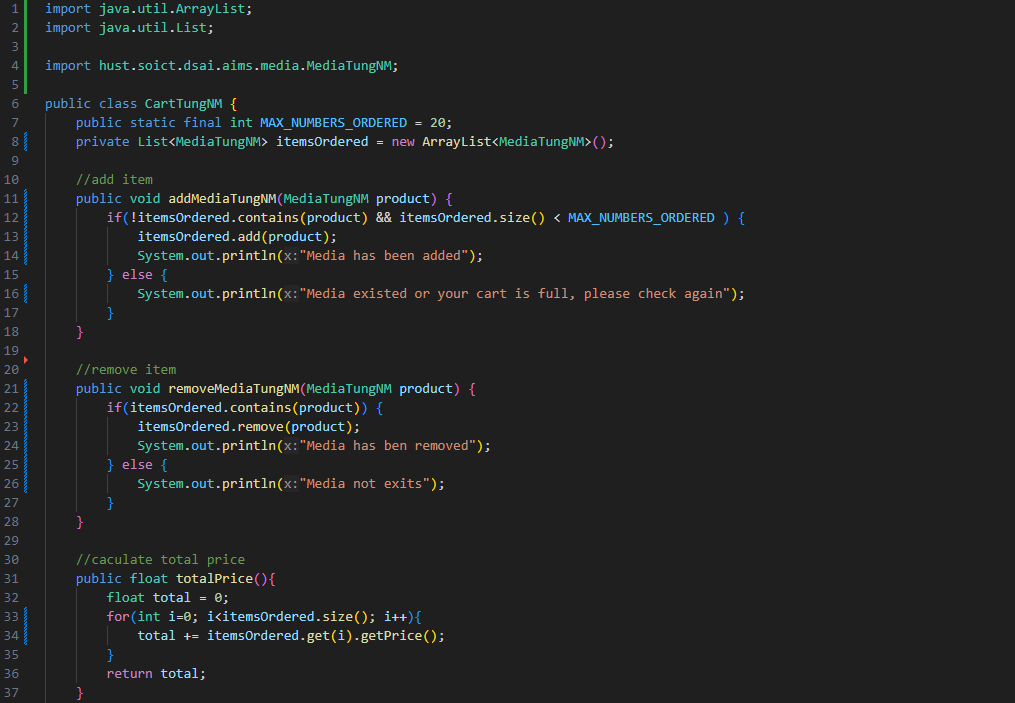 1 import java.util.ArrayList;
2 import java.util.List;
3
4 import hust.soict.dsai.aims.media.MediaTungNM;
5
6 public class CartTungNM {
7     public static final int MAX_NUMBERS_ORDERED = 20;
8     private List<MediaTungNM> itemsOrdered = new ArrayList<MediaTungNM>();
9
10     //add item
11     public void addMediaTungNM(MediaTungNM product) {
12         if(!itemsOrdered.contains(product) && itemsOrdered.size() < MAX_NUMBERS_ORDERED ) {
13             itemsOrdered.add(product);
14             System.out.println(x:"Media has been added");
15         } else {
16             System.out.println(x:"Media existed or your cart is full, please check again");
17         }
18     }
19
20     //remove item
21     public void removeMediaTungNM(MediaTungNM product) {
22         if(itemsOrdered.contains(product)) {
23             itemsOrdered.remove(product);
24             System.out.println(x:"Media has ben removed");
25         } else {
26             System.out.println(x:"Media not exits");
27         }
28     }
29
30     //caculate total price
31     public float totalPrice(){
32         float total = 0;
33         for(int i=0; i<itemsOrdered.size(); i++){
34             total += itemsOrdered.get(i).getPrice();
35         }
36         return total;
37     }